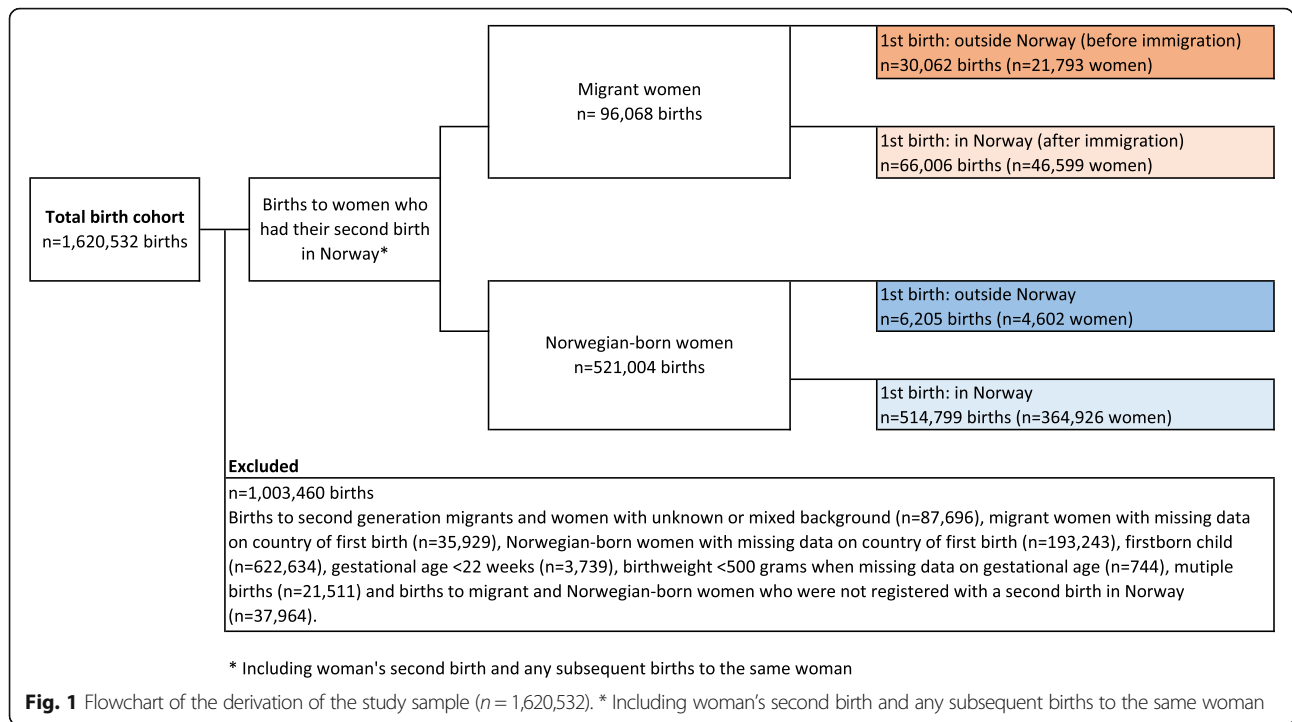 Total birth cohort
n=1,620,532 births
Births to women who
had their second birth
in Norway*
Migrant women
n= 96,068 births
1st birth: outside Norway (before immigration)
n=30,062 births (n=21,793 women)
1st birth: in Norway (after immigration)
n=66,006 births (n=46,599 women)
Norwegian-born women
n=521,004 births
1st birth: outside Norway
n=6,205 births (n=4,602 women)
1st birth: in Norway
n=514,799 births (n=364,926 women)
Excluded
n=1,003,460 births
Births to second generation migrants and women with unknown or mixed background (n=87,696), migrant women with missing data
on country of first birth (n=35,929), Norwegian-born women with missing data on country of first birth (n=193,243), firstborn child
(n=622,634), gestational age <22 weeks (n=3,739), birthweight <500 grams when missing data on gestational age (n=744), mutiple
births (n=21,511) and births to migrant and Norwegian-born women who were not registered with a second birth in Norway
(n=37,964).
* Including woman's second birth and any subsequent births to the same woman
Fig. 1 Flowchart of the derivation of the study sample (n = 1,620,532). * Including woman’s second birth and any subsequent births to the same woman